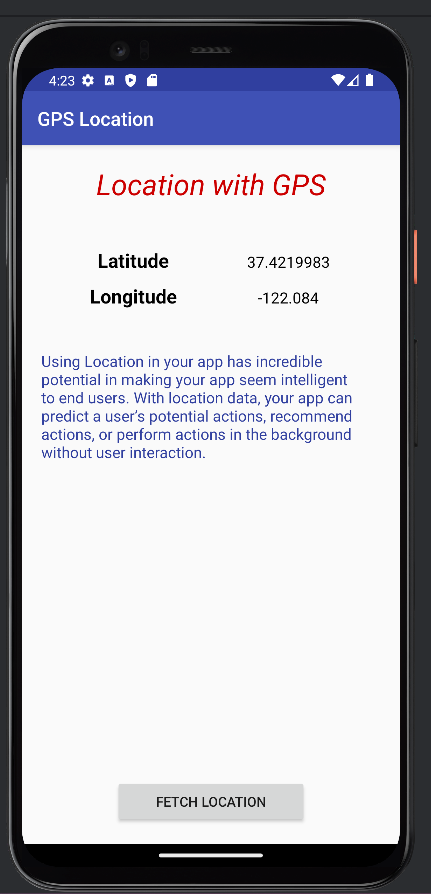 4:23
GPS Location
Location with GPS
Latitude 37.4219983
Longitude -122.084
Using Location in your app has incredible
potential in making your app seem intelligent
to end users. With location data, your app can
predict a user's potential actions, recommend
actions, or perform actions in the background
without user interaction.
FETCH LOCATION